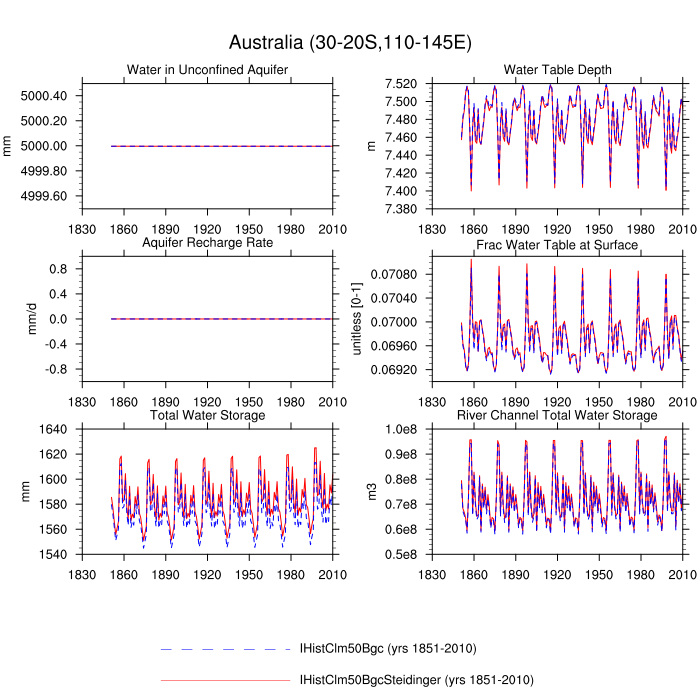 Australia (30-20S,110-145E)
Water in Unconfined Aquifer
5000.40
5000.20
5000.00
4999.80
4999.60
mm
1830 1860 1890 1920 1950 1980 2010
Water Table Depth
7.520
7.500
7.480
7.460
7.440
7.420
7.400
7.380
m
1830 1860 1890 1920 1950 1980 2010
Aquifer Recharge Rate
0.8
0.4
0.0
-0.4
-0.8
mm/d
1830 1860 1890 1920 1950 1980 2010
Frac Water Table at Surface
0.07080
0.07040
0.07000
0.06960
0.06920
unitless [0-1]
1830 1860 1890 1920 1950 1980 2010
Total Water Storage
1640
1620
1600
1580
1560
1540
mm
1830 1860 1890 1920 1950 1980 2010
River Channel Total Water Storage
1.0e8
0.9e8
0.8e8
0.7e8
0.6e8
0.5e8
m3
1830 1860 1890 1920 1950 1980 2010
IHistClm50Bgc (yrs 1851-2010)
IHistClm50BgcSteidinger (yrs 1851-2010)